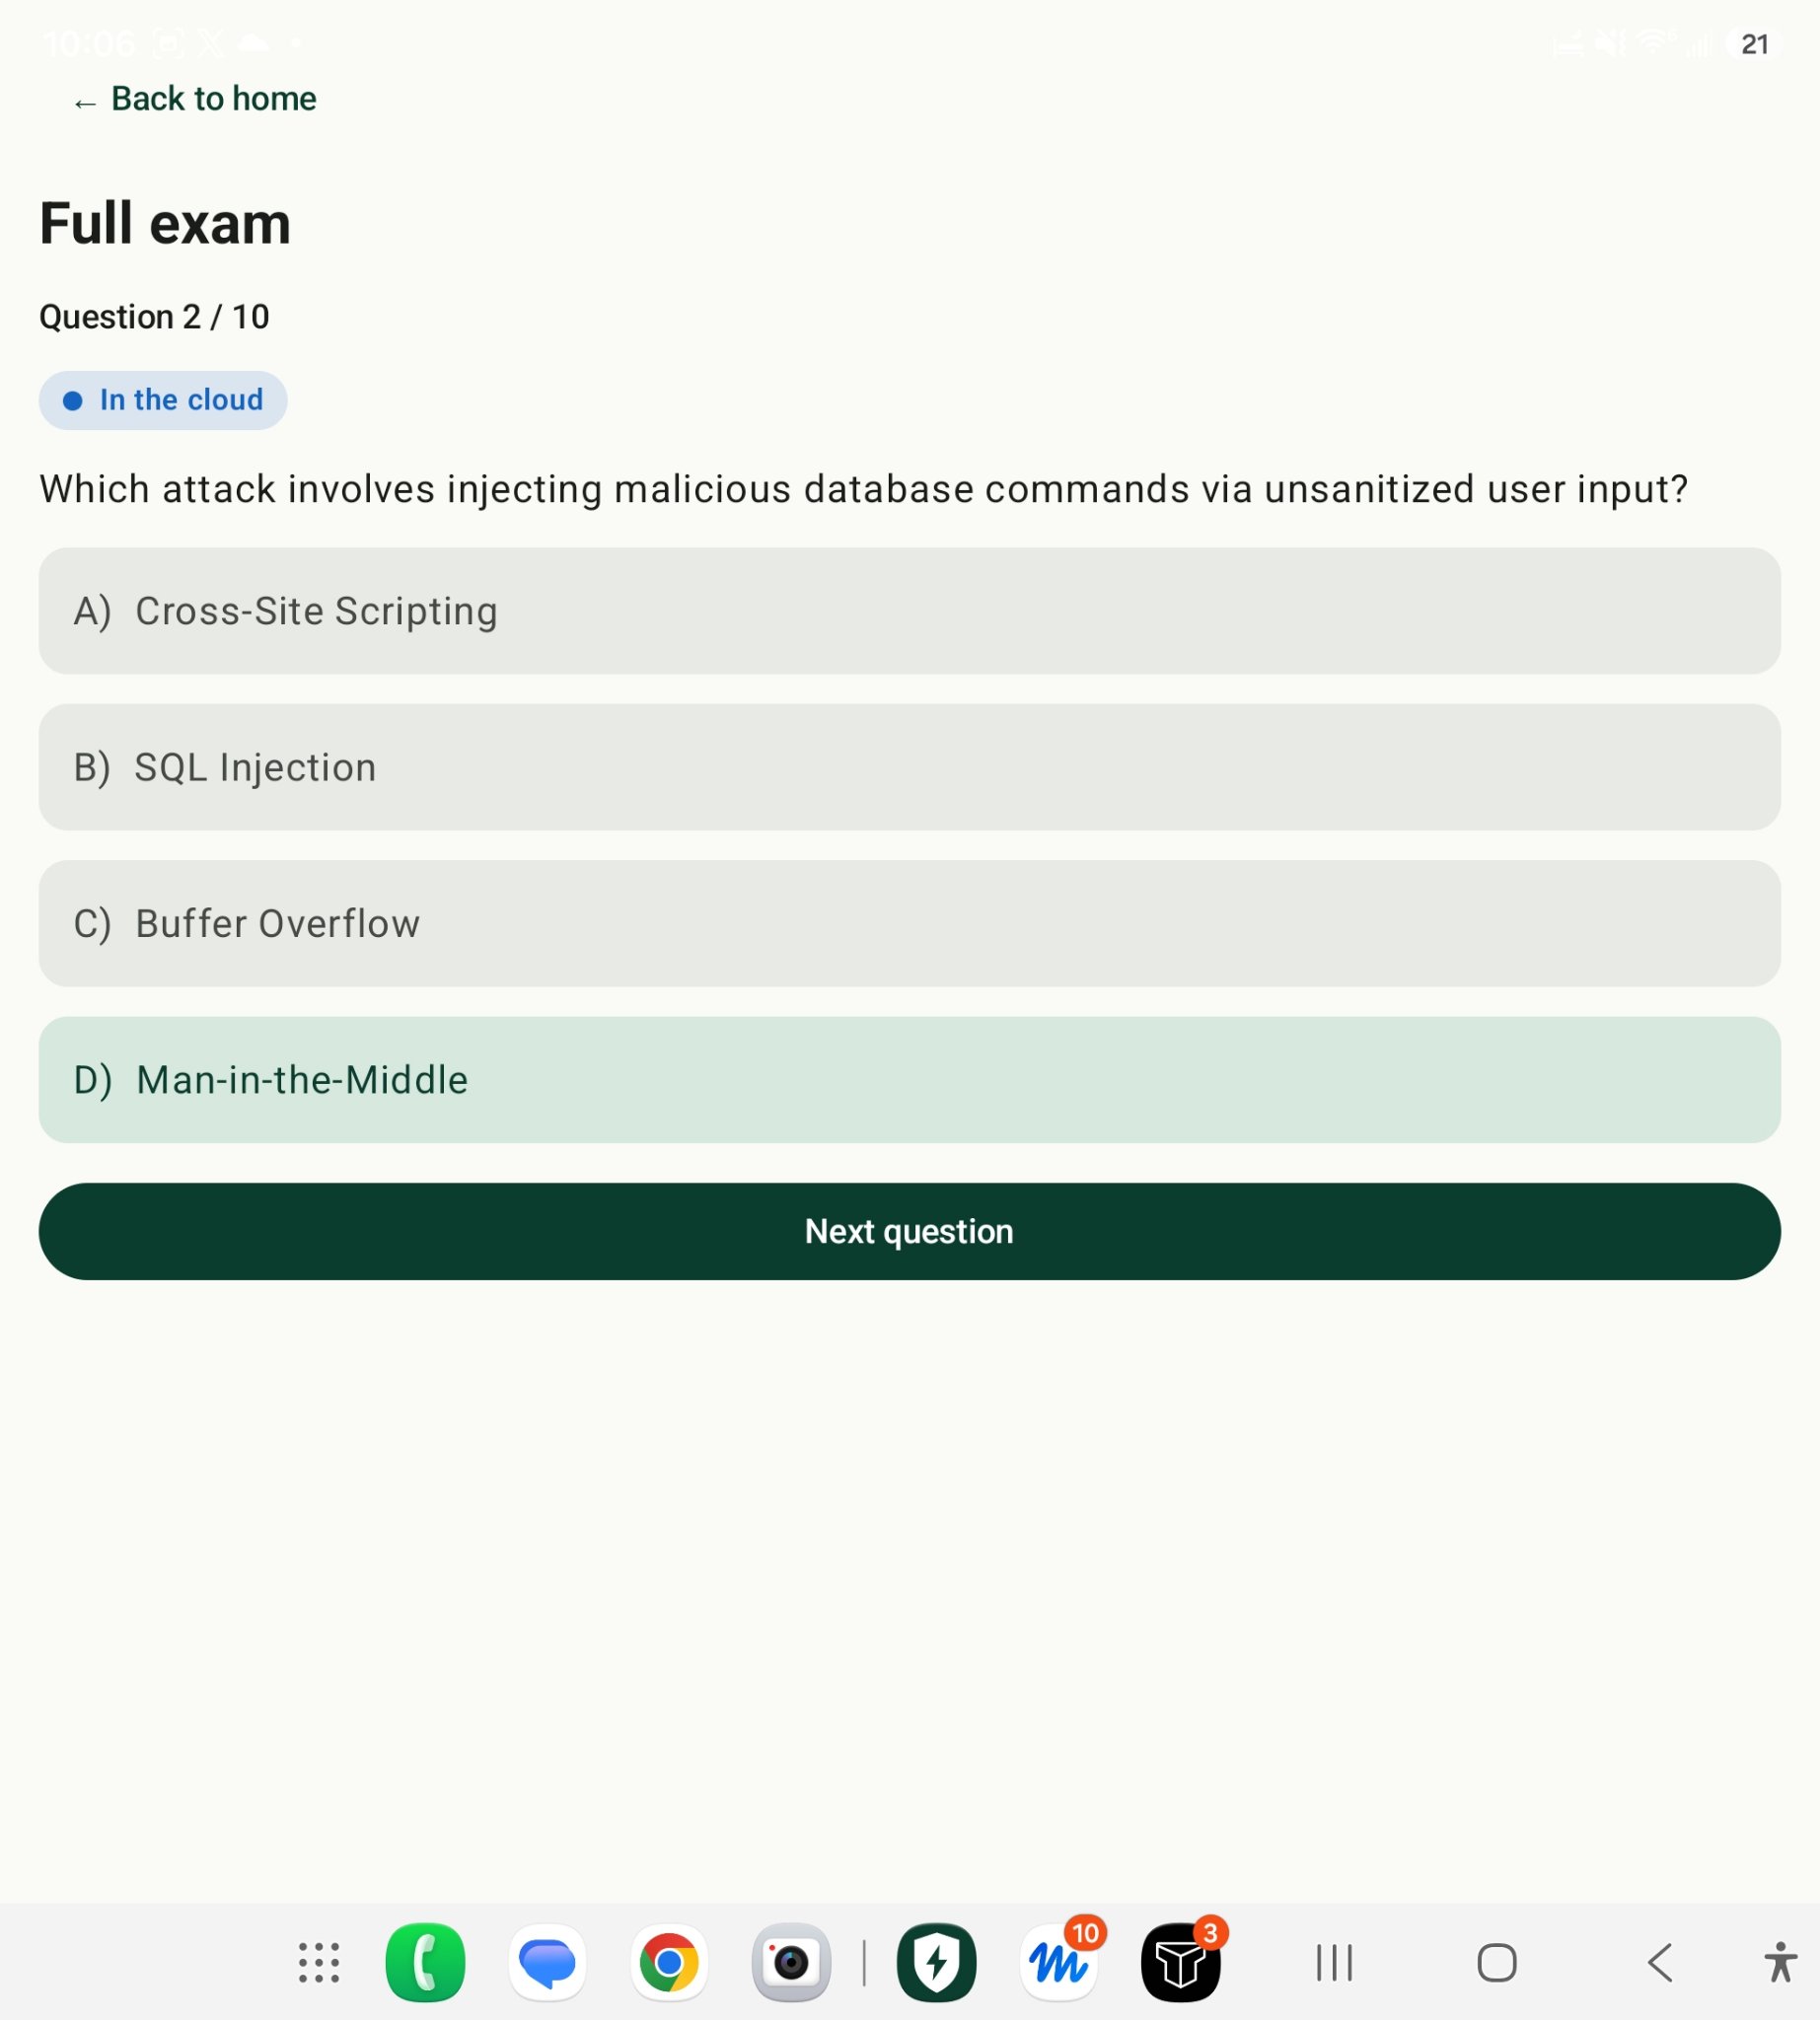 10:06
21
← Back to home
Full exam
Question 2 / 10
In the cloud
Which attack involves injecting malicious database commands via unsanitized user input?
A) Cross-Site Scripting
B) SQL Injection
C) Buffer Overflow
D) Man-in-the-Middle
Next question
10
3